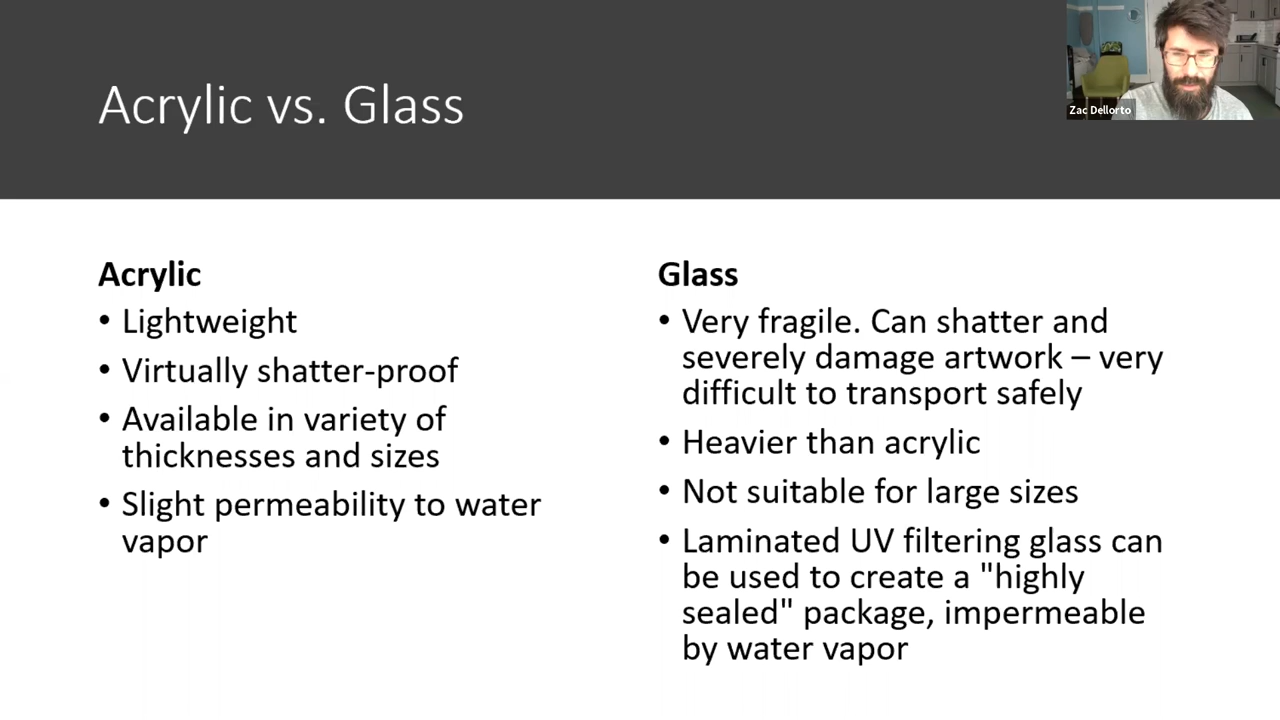 Acrylic vs. Glass
Zac Dellorto
Acrylic
• Lightweight
• Virtually shatter-proof
• Available in variety of
thicknesses and sizes
• Slight permeability to water
vapor
Glass
• Very fragile. Can shatter and
severely damage artwork – very
difficult to transport safely
• Heavier than acrylic
• Not suitable for large sizes
• Laminated UV filtering glass can
be used to create a "highly
sealed" package, impermeable
by water vapor